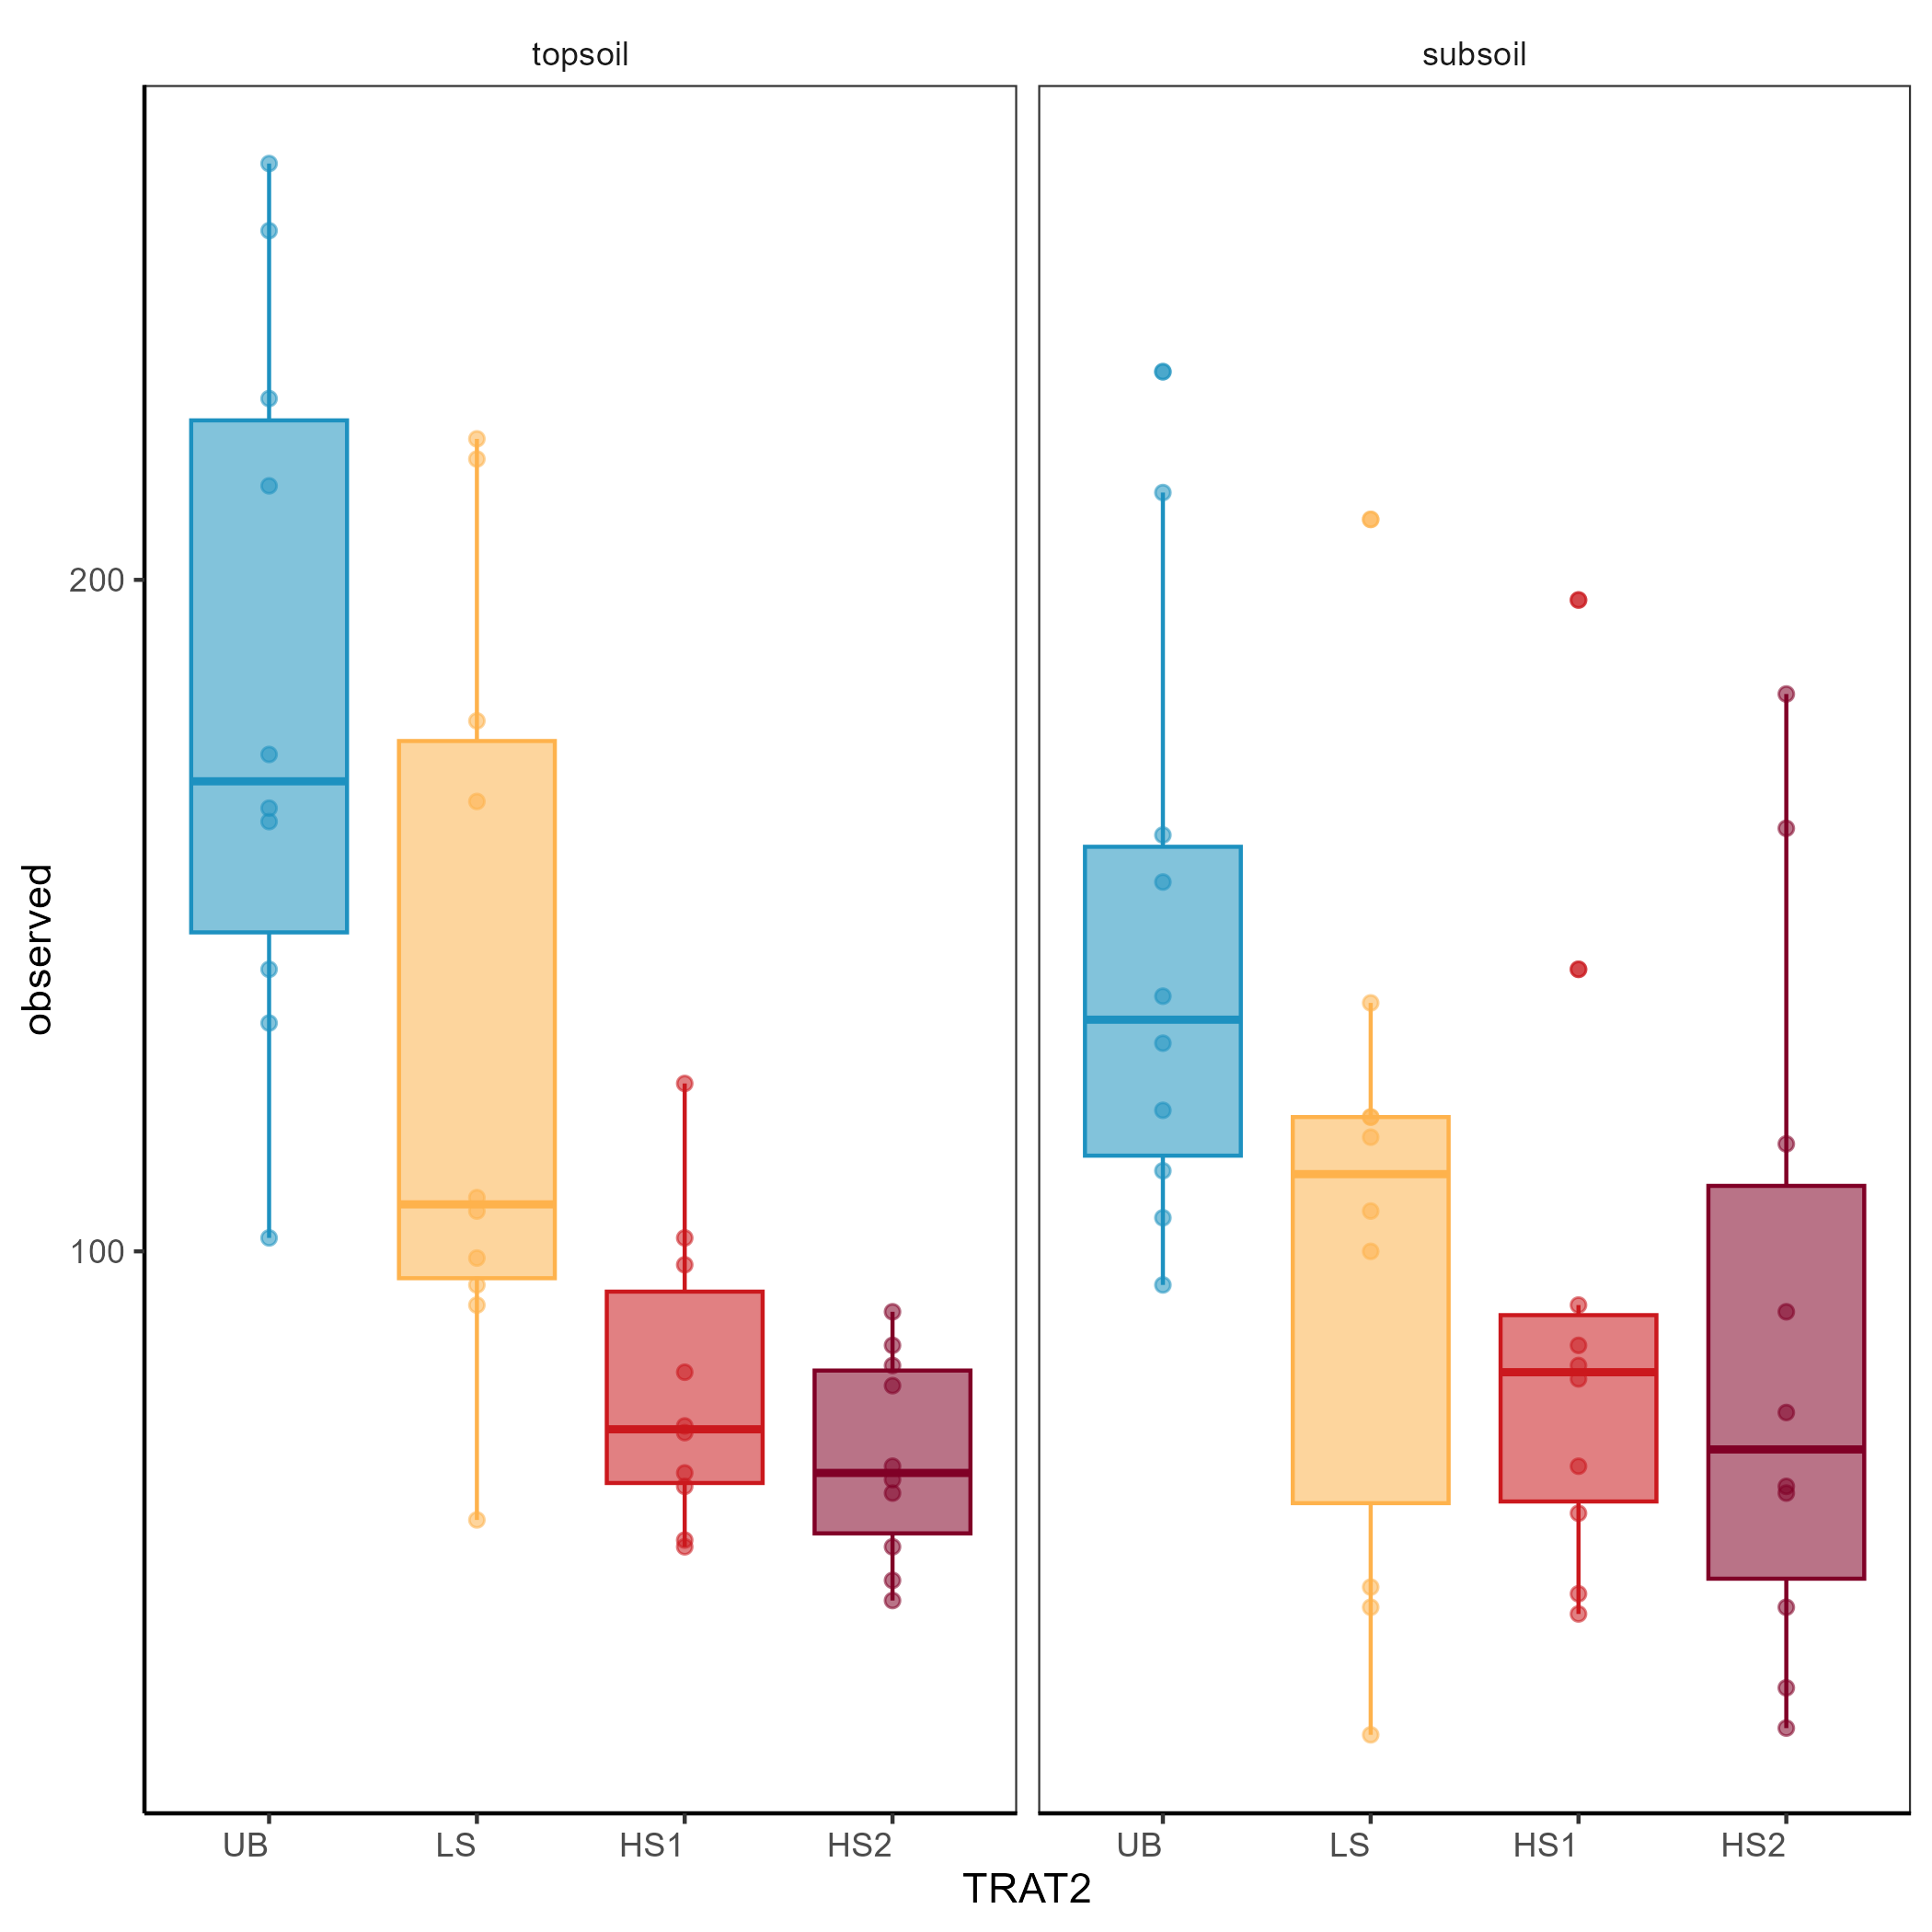 topsoil subsoil
observed
200
100
UB LS HS1 HS2 UB LS HS1 HS2
TRAT2